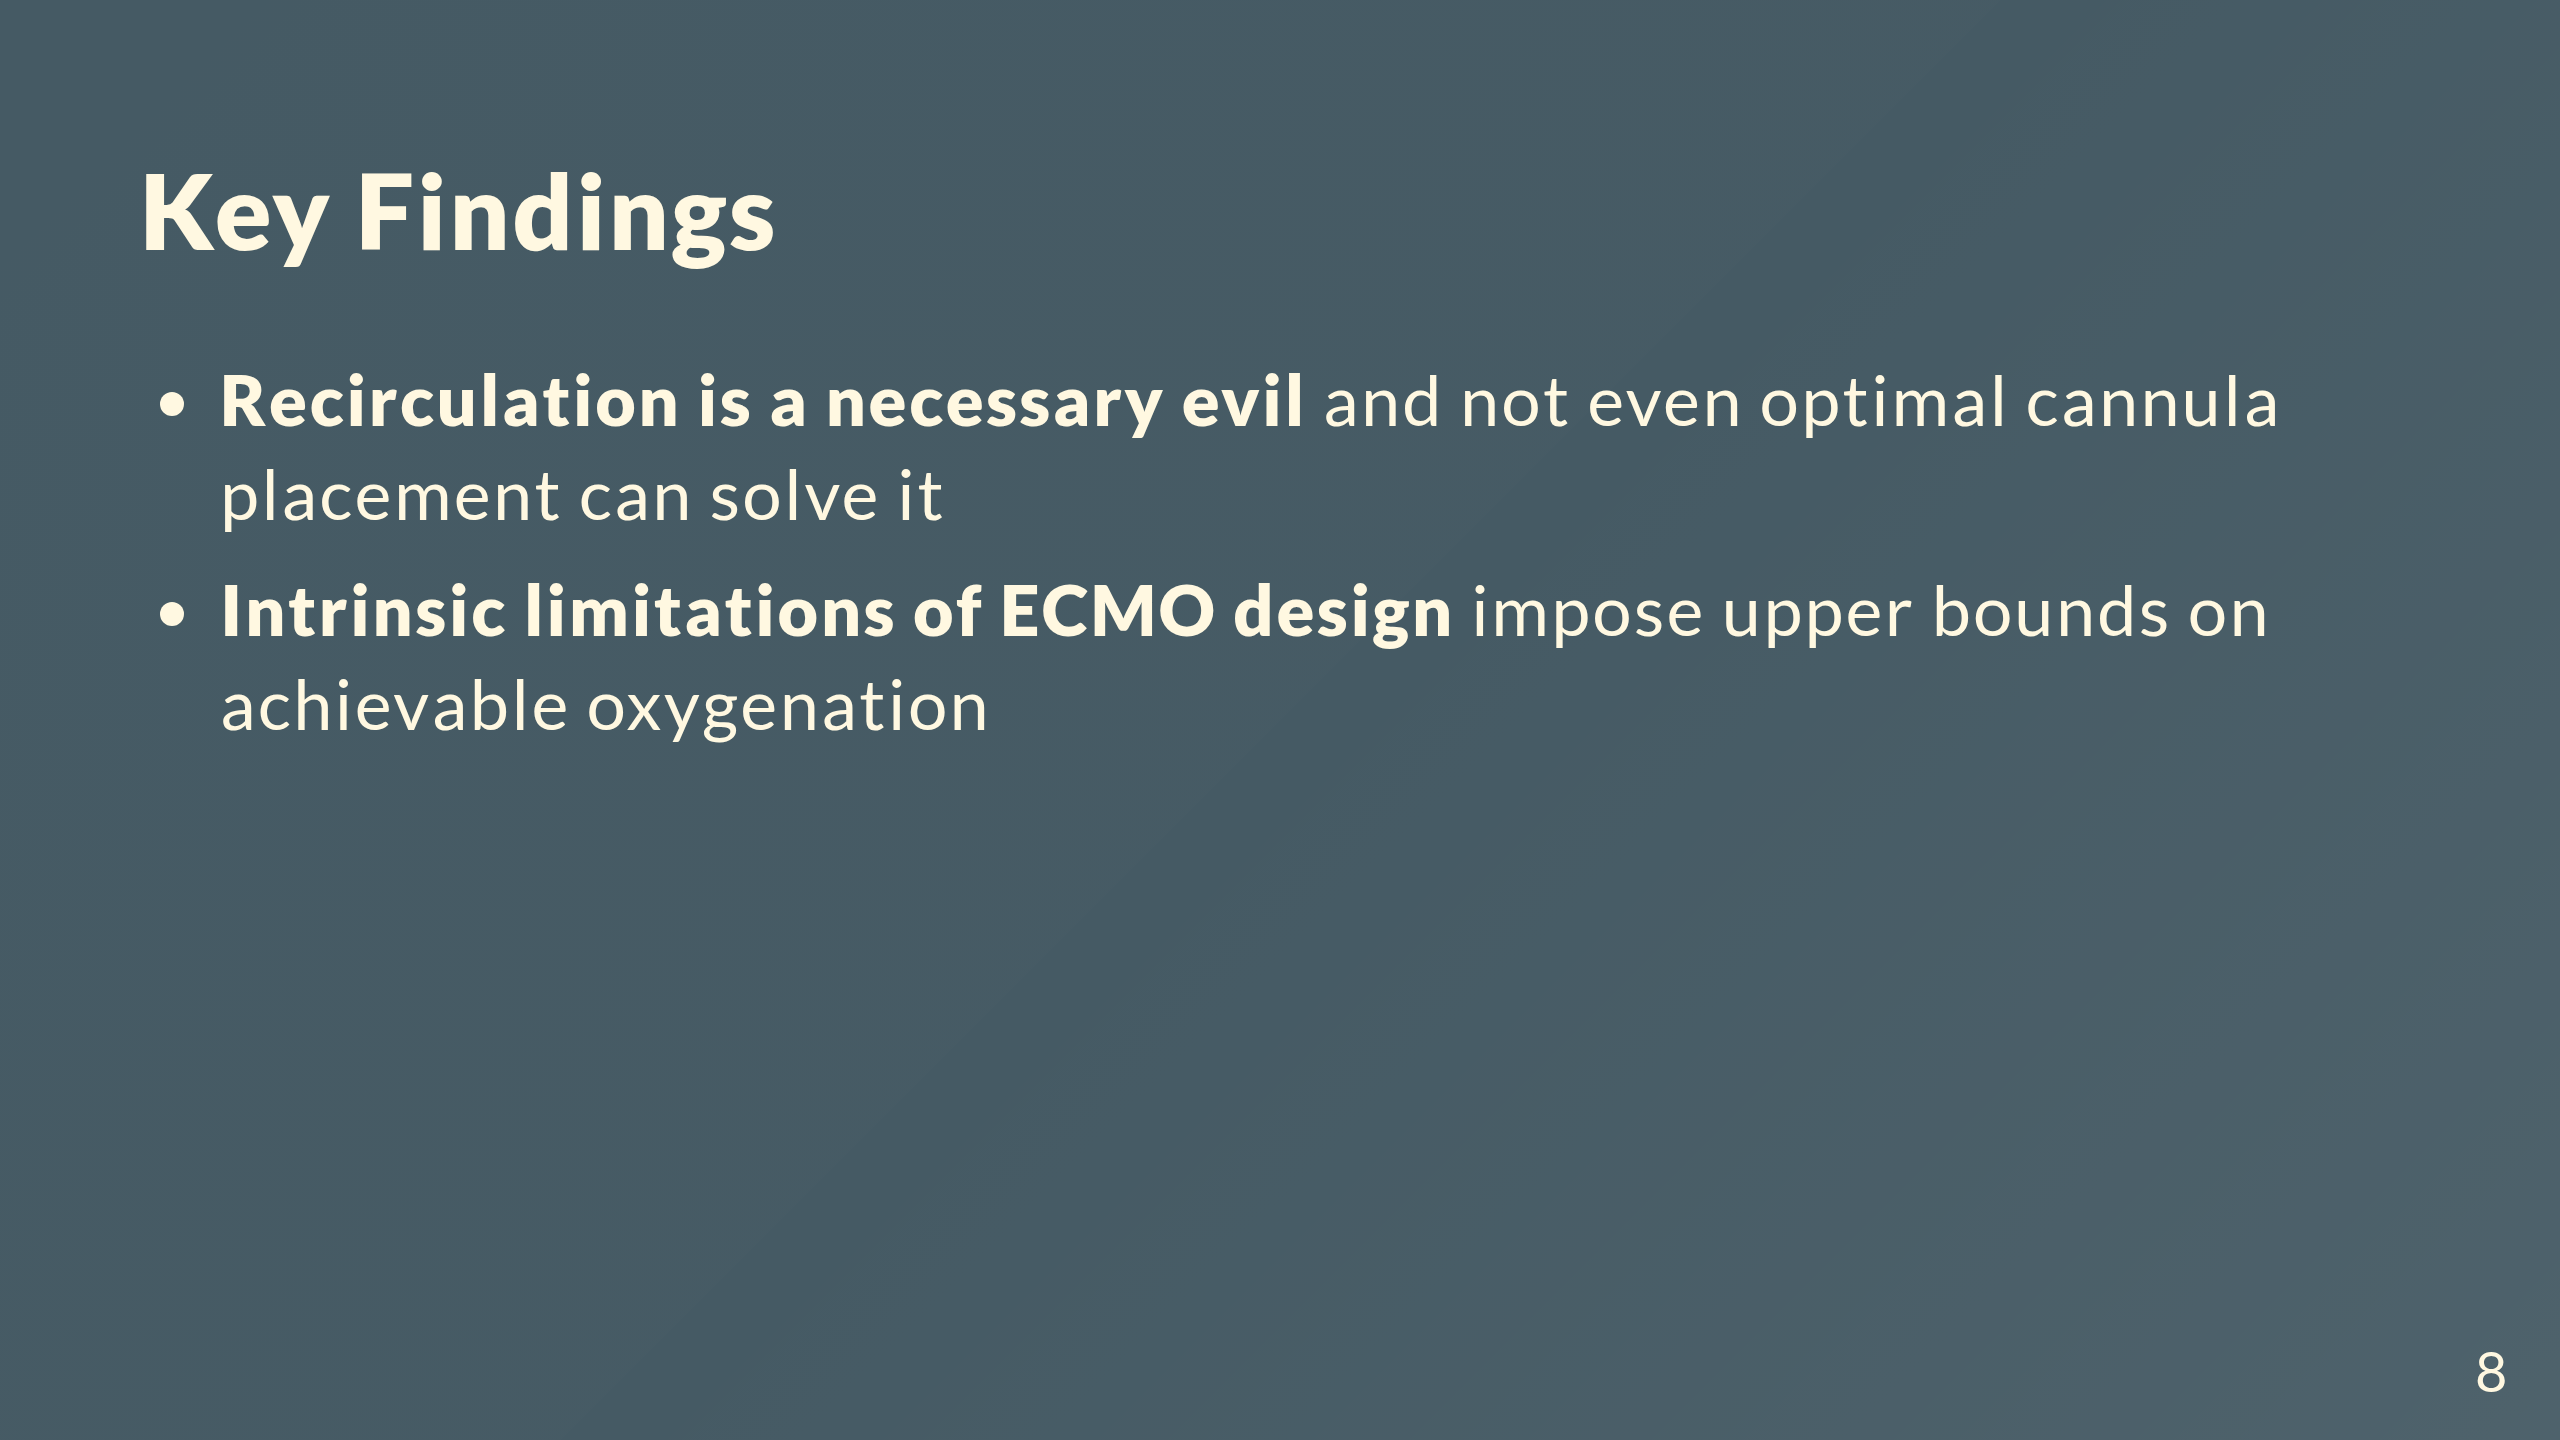 Key Findings
• Recirculation is a necessary evil and not even optimal cannula
placement can solve it
• Intrinsic limitations of ECMO design impose upper bounds on
achievable oxygenation
8